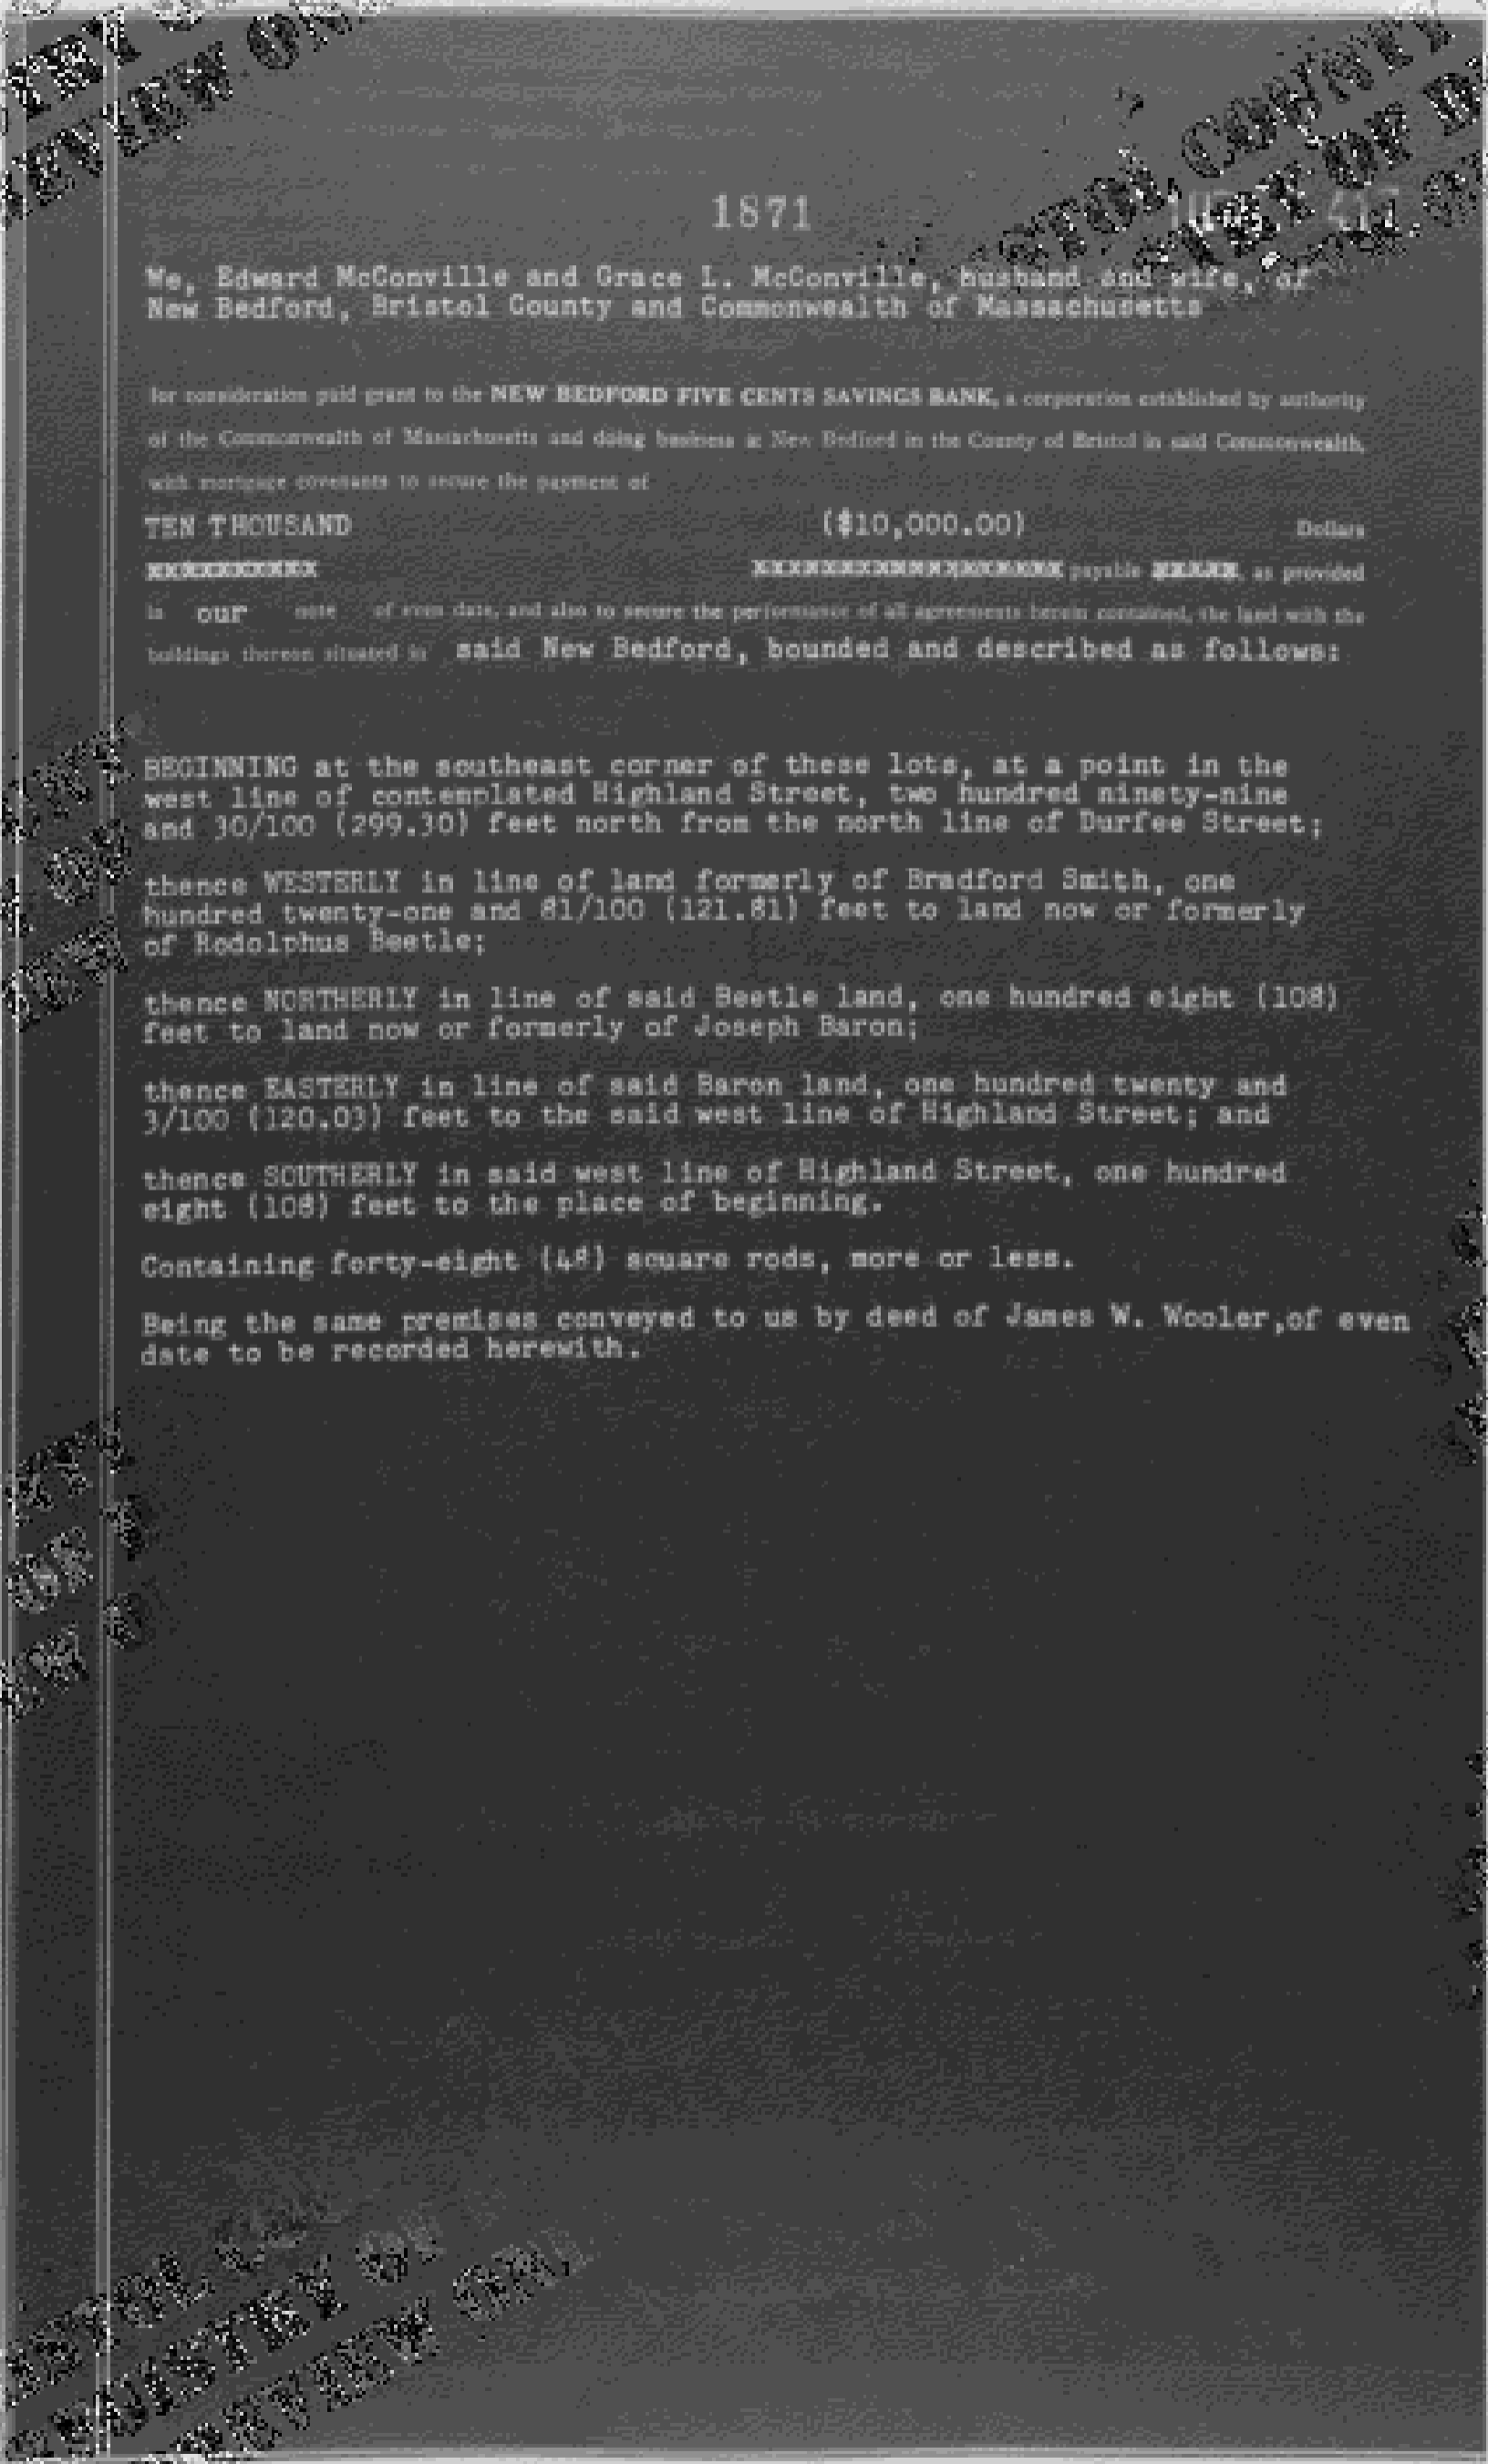 1871
417
We, Edward McConville and Grace L. McConville, husband and wife, of
New Bedford, Bristol County and Commonwealth of Massachusetts
for consideration paid grant to the NEW BEDFORD FIVE CENTS SAVINGS BANK, a corporation established by authority
of the Commonwealth of Massachusetts and doing business at New Bedford in the County of Bristol in said Commonwealth,
with mortgage covenants to secure the payment of
TEN THOUSAND ($10,000.00) Dollars
payable as provided
in our note of even date, and also to secure the performance of all agreements herein contained, the land with the
buildings thereon situated in said New Bedford, bounded and described as follows:
BEGINNING at the southeast corner of these lots, at a point in the
west line of contemplated Highland Street, two hundred ninety-nine
and 30/100 (299.30) feet north from the north line of Durfee Street;
thence WESTERLY in line of land formerly of Bradford Smith, one
hundred twenty-one and 81/100 (121.81) feet to land now or formerly
of Rodolphus Beetle;
thence NORTHERLY in line of said Beetle land, one hundred eight (108)
feet to land now or formerly of Joseph Baron;
thence EASTERLY in line of said Baron land, one hundred twenty and
3/100 (120.03) feet to the said west line of Highland Street; and
thence SOUTHERLY in said west line of Highland Street, one hundred
eight (108) feet to the place of beginning.
Containing forty-eight (48) square rods, more or less.
Being the same premises conveyed to us by deed of James W. Wooler,of even
date to be recorded herewith.